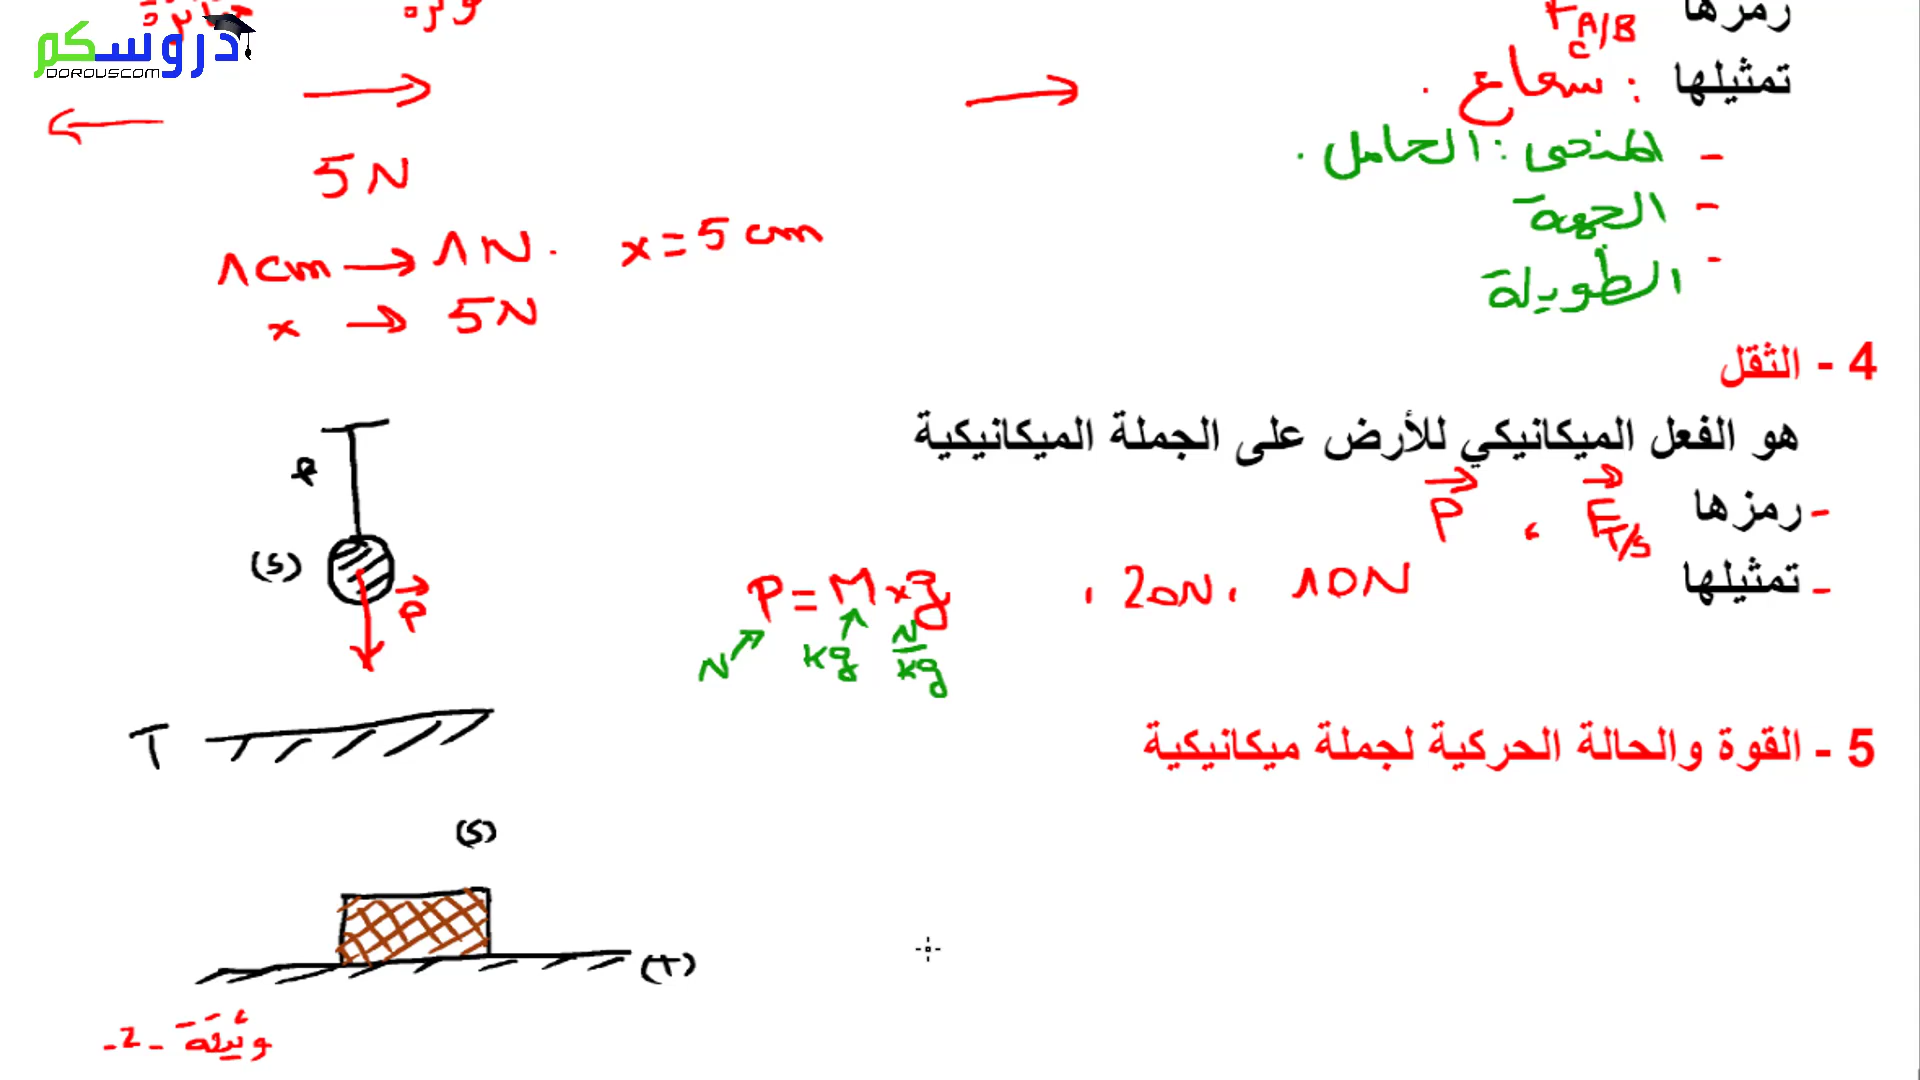 دروسكم
DOROUSCOM
رمزها F A/B
C
تمثيلها : سعاع .
- المنحى : الحامل .
- الجهة
- الطويلة
5N
1cm → 1N .
x = 5 cm
x → 5N
4 - الثقل
هو الفعل الميكانيكي للأرض على الجملة الميكانيكية
- رمزها F T/S ، P
- تمثيلها
10N ، 20N ،
P = M × g
N kg N/kg
f
(S)
P
T
5 - القوة والحالة الحركية لجملة ميكانيكية
(S)
(T)
وثيقة -2-